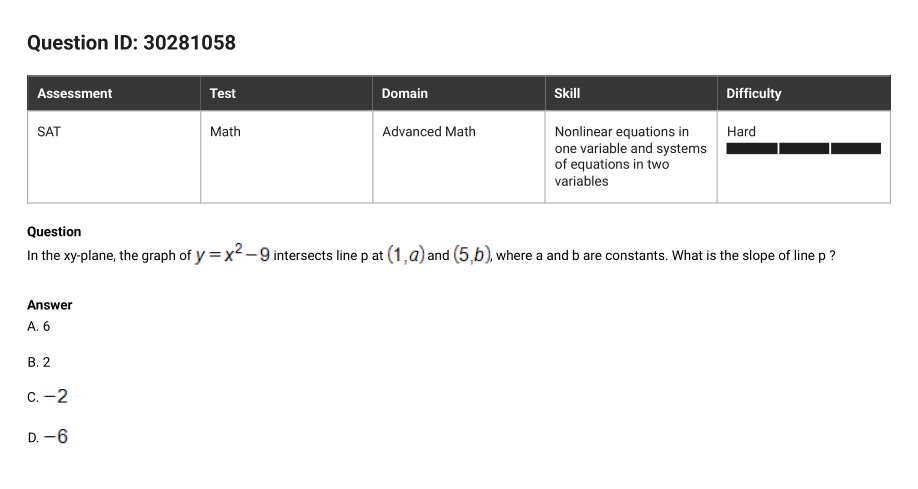 Question ID: 30281058
Assessment Test Domain Skill Difficulty
SAT Math Advanced Math Nonlinear equations in one variable and systems of equations in two variables Hard
Question
In the xy-plane, the graph of y = x² − 9 intersects line p at (1,a) and (5,b), where a and b are constants. What is the slope of line p ?
Answer
A. 6
B. 2
C. −2
D. −6